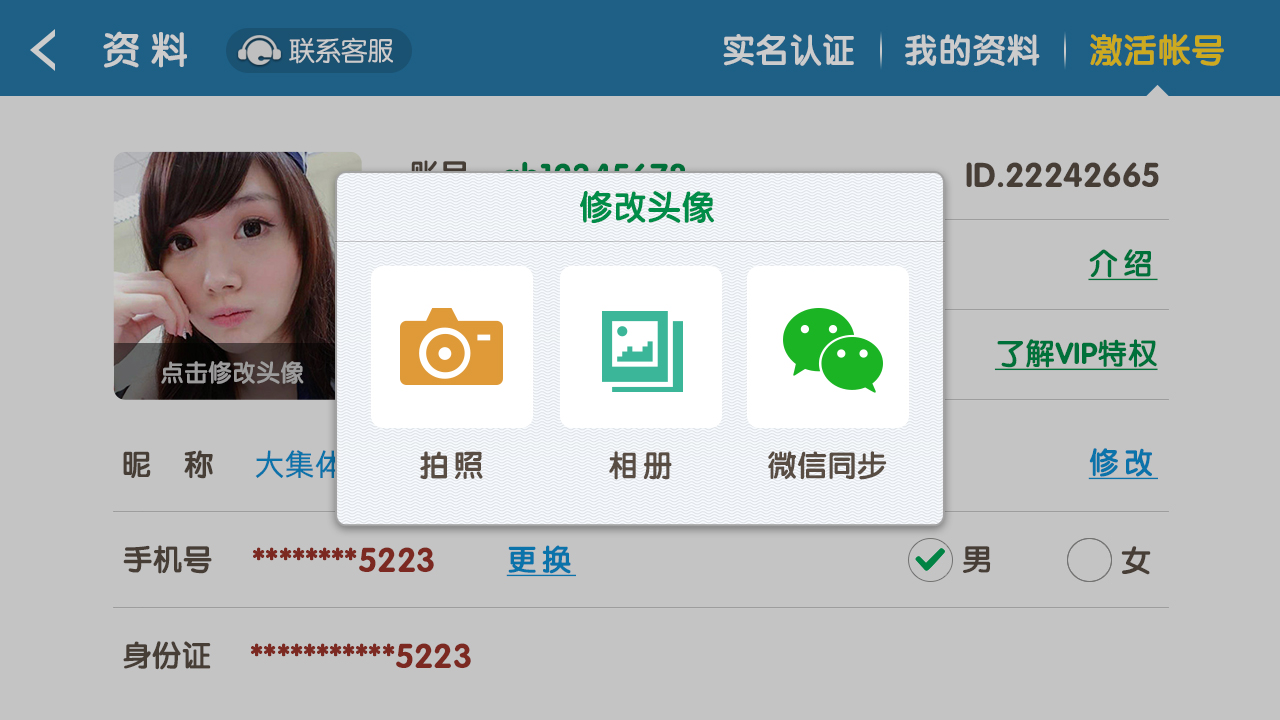 资 料 联系客服 实名认证 我的资料 激活帐号
ID.22242665
修改头像
介绍
了解VIP特权
点击修改头像
拍照 相册 微信同步
昵 称 大集体 修改
手机号 ********5223 更换 男 女
身份证 ***********5223